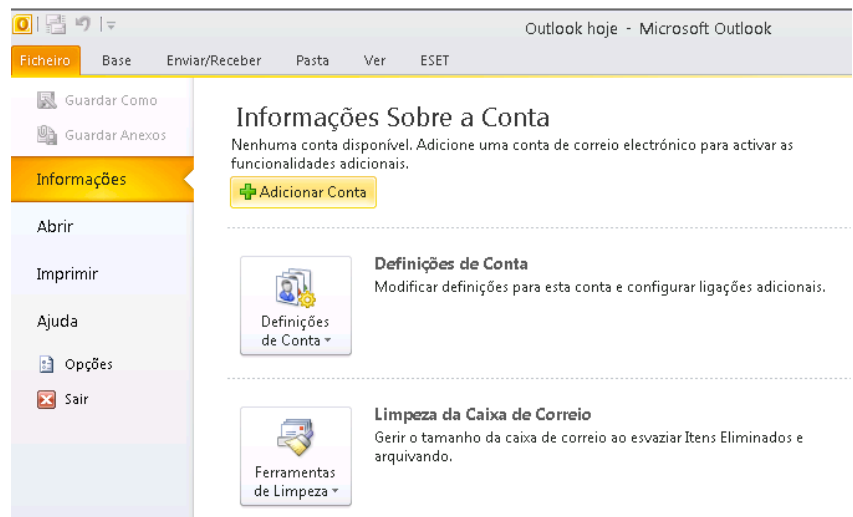 Outlook hoje - Microsoft Outlook
Ficheiro Base Enviar/Receber Pasta Ver ESET
Guardar Como
Guardar Anexos
Informações
Abrir
Imprimir
Ajuda
Opções
Sair
Informações Sobre a Conta
Nenhuma conta disponível. Adicione uma conta de correio electrónico para activar as
funcionalidades adicionais.
Adicionar Conta
Definições
de Conta
Definições de Conta
Modificar definições para esta conta e configurar ligações adicionais.
Ferramentas
de Limpeza
Limpeza da Caixa de Correio
Gerir o tamanho da caixa de correio ao esvaziar Itens Eliminados e
arquivando.